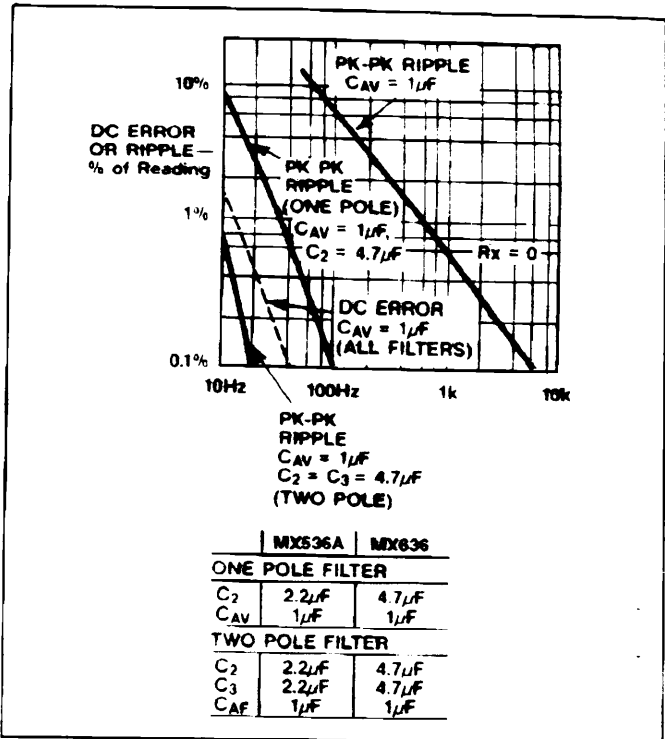 PK-PK RIPPLE
CAV = 1µF
10%
DC ERROR
OR RIPPLE—
% of Reading
PK PK
RIPPLE
(ONE POLE)
CAV = 1µF,
C2 = 4.7µF
1%
Rx = 0
DC ERROR
CAV = 1µF
(ALL FILTERS)
0.1%
10Hz 100Hz 1k 10k
PK-PK
RIPPLE
CAV = 1µF
C2 = C3 = 4.7µF
(TWO POLE)
MX536A MX636
ONE POLE FILTER
C2 2.2µF 4.7µF
CAV 1µF 1µF
TWO POLE FILTER
C2 2.2µF 4.7µF
C3 2.2µF 4.7µF
CAF 1µF 1µF